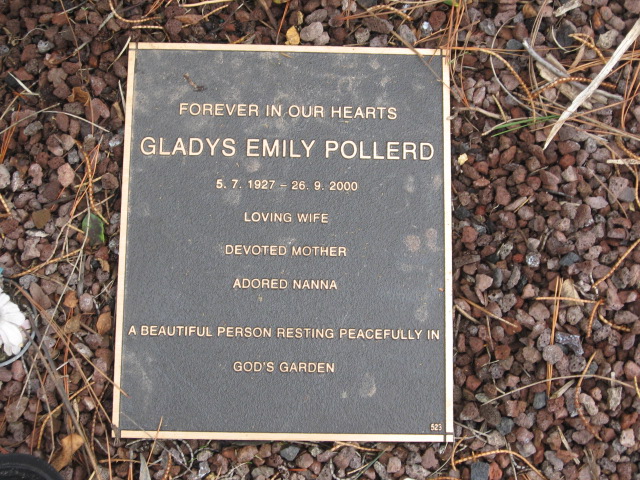 FOREVER IN OUR HEARTS
GLADYS EMILY POLLERD
5. 7. 1927 – 26. 9. 2000
LOVING WIFE
DEVOTED MOTHER
ADORED NANNA
A BEAUTIFUL PERSON RESTING PEACEFULLY IN
GOD'S GARDEN
523